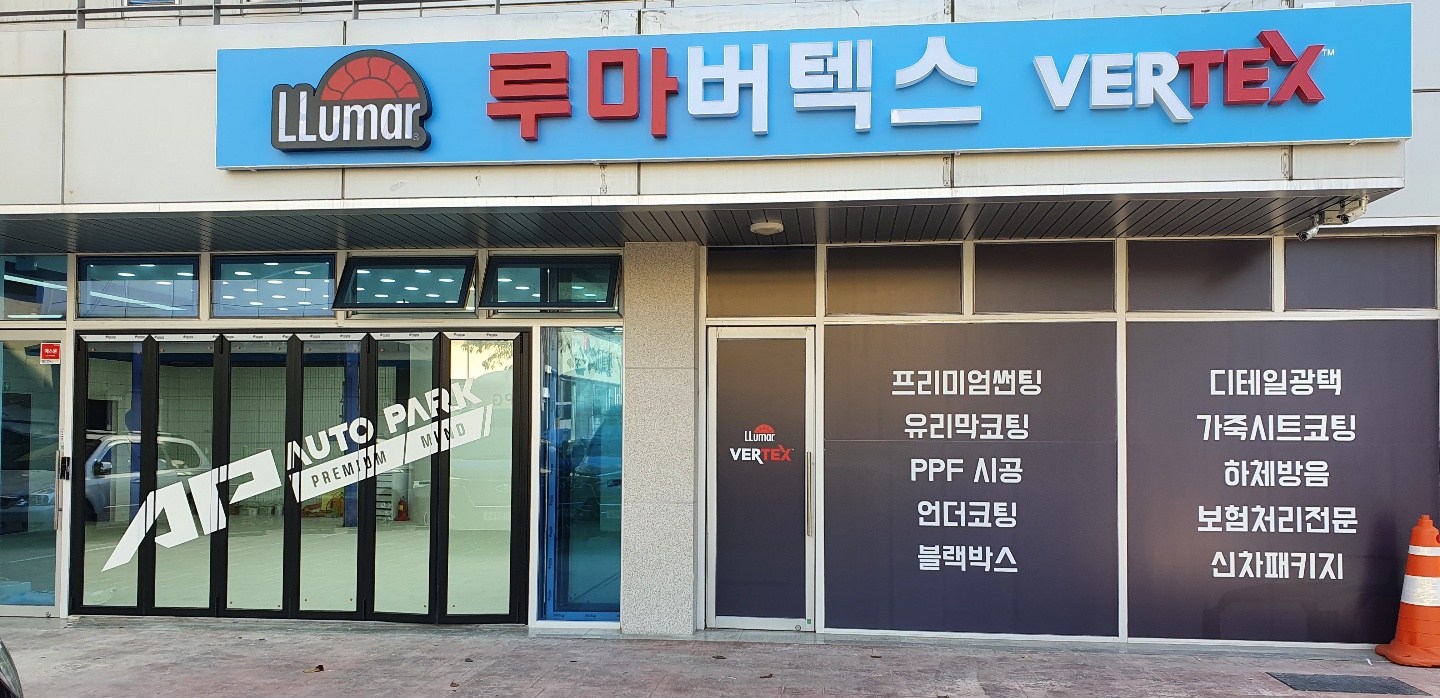 LLumar 루마버텍스 VERTEX™
AUTO PARK
PREMIUM MIND
AP
LLumar
VERTEX
프리미엄썬팅
유리막코팅
PPF 시공
언더코팅
블랙박스
디테일광택
가죽시트코팅
하체방음
보험처리전문
신차패키지